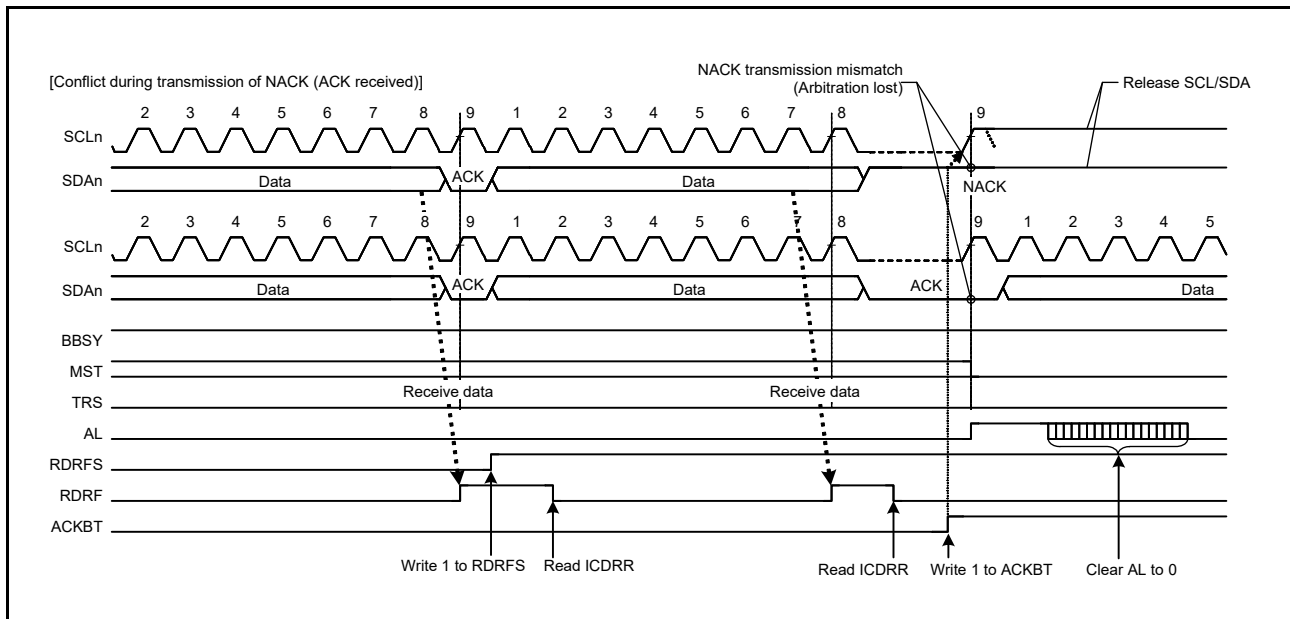 [Conflict during transmission of NACK (ACK received)]
NACK transmission mismatch
(Arbitration lost)
Release SCL/SDA
2 3 4 5 6 7 8 9 1 2 3 4 5 6 7 8 9
SCLn
SDAn Data ACK Data NACK
2 3 4 5 6 7 8 9 1 2 3 4 5 6 7 8 9 1 2 3 4 5
SCLn
SDAn Data ACK Data ACK Data
BBSY
MST
Receive data Receive data
TRS
AL
RDRFS
RDRF
ACKBT
Write 1 to RDRFS Read ICDRR Read ICDRR Write 1 to ACKBT Clear AL to 0